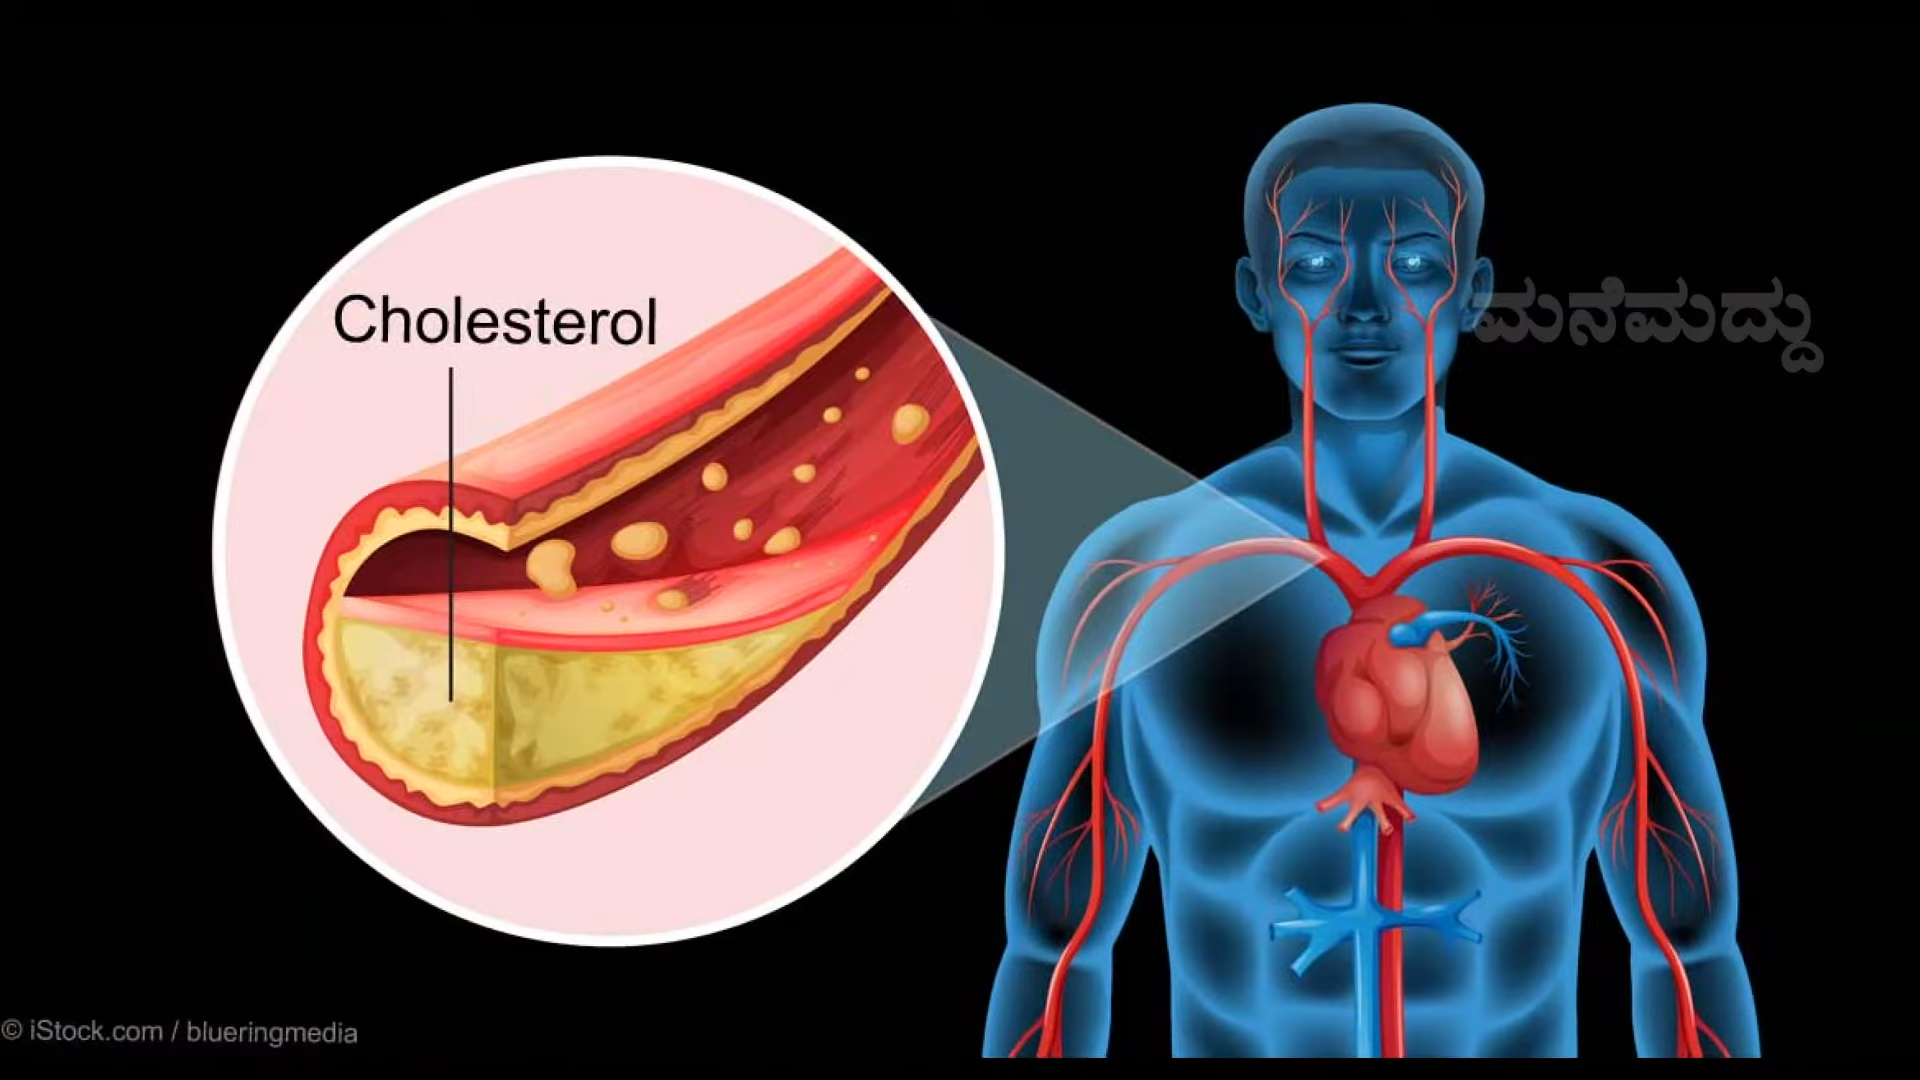 Cholesterol
ಮನೆಮದ್ದು
© iStock.com / blueringmedia